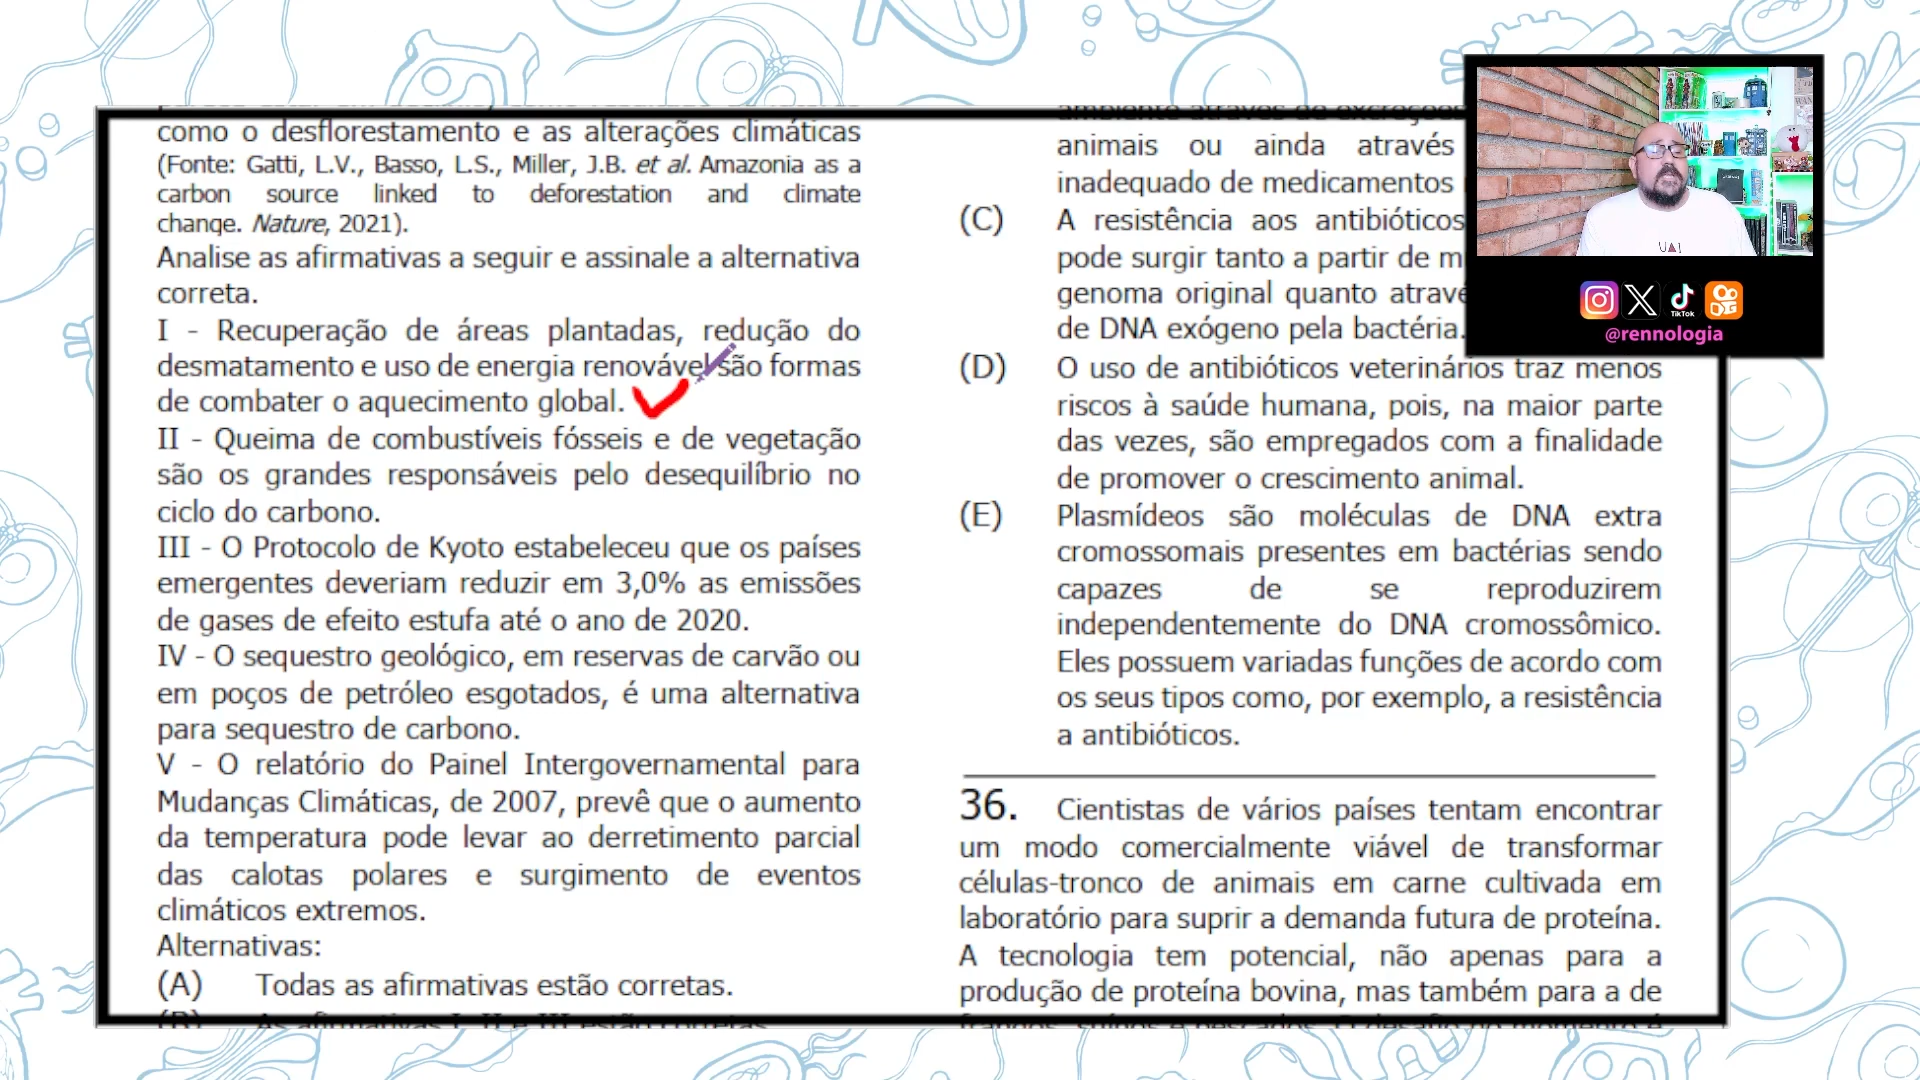 como o desflorestamento e as alterações climáticas
(Fonte: Gatti, L.V., Basso, L.S., Miller, J.B. et al. Amazonia as a
carbon source linked to deforestation and climate
change. Nature, 2021).
Analise as afirmativas a seguir e assinale a alternativa
correta.
I - Recuperação de áreas plantadas, redução do
desmatamento e uso de energia renovável são formas
de combater o aquecimento global.
II - Queima de combustíveis fósseis e de vegetação
são os grandes responsáveis pelo desequilíbrio no
ciclo do carbono.
III - O Protocolo de Kyoto estabeleceu que os países
emergentes deveriam reduzir em 3,0% as emissões
de gases de efeito estufa até o ano de 2020.
IV - O sequestro geológico, em reservas de carvão ou
em poços de petróleo esgotados, é uma alternativa
para sequestro de carbono.
V - O relatório do Painel Intergovernamental para
Mudanças Climáticas, de 2007, prevê que o aumento
da temperatura pode levar ao derretimento parcial
das calotas polares e surgimento de eventos
climáticos extremos.
Alternativas:
(A) Todas as afirmativas estão corretas.
(B) As afirmativas I, II e III estão corretas.
ambiente através de excreções
animais ou ainda através
inadequado de medicamentos
(C) A resistência aos antibióticos
pode surgir tanto a partir de m
genoma original quanto atravé
de DNA exógeno pela bactéria.
(D) O uso de antibióticos veterinários traz menos
riscos à saúde humana, pois, na maior parte
das vezes, são empregados com a finalidade
de promover o crescimento animal.
(E) Plasmídeos são moléculas de DNA extra
cromossomais presentes em bactérias sendo
capazes de se reproduzirem
independentemente do DNA cromossômico.
Eles possuem variadas funções de acordo com
os seus tipos como, por exemplo, a resistência
a antibióticos.
36. Cientistas de vários países tentam encontrar
um modo comercialmente viável de transformar
células-tronco de animais em carne cultivada em
laboratório para suprir a demanda futura de proteína.
A tecnologia tem potencial, não apenas para a
produção de proteína bovina, mas também para a de
UAI
TikTok
@rennologia